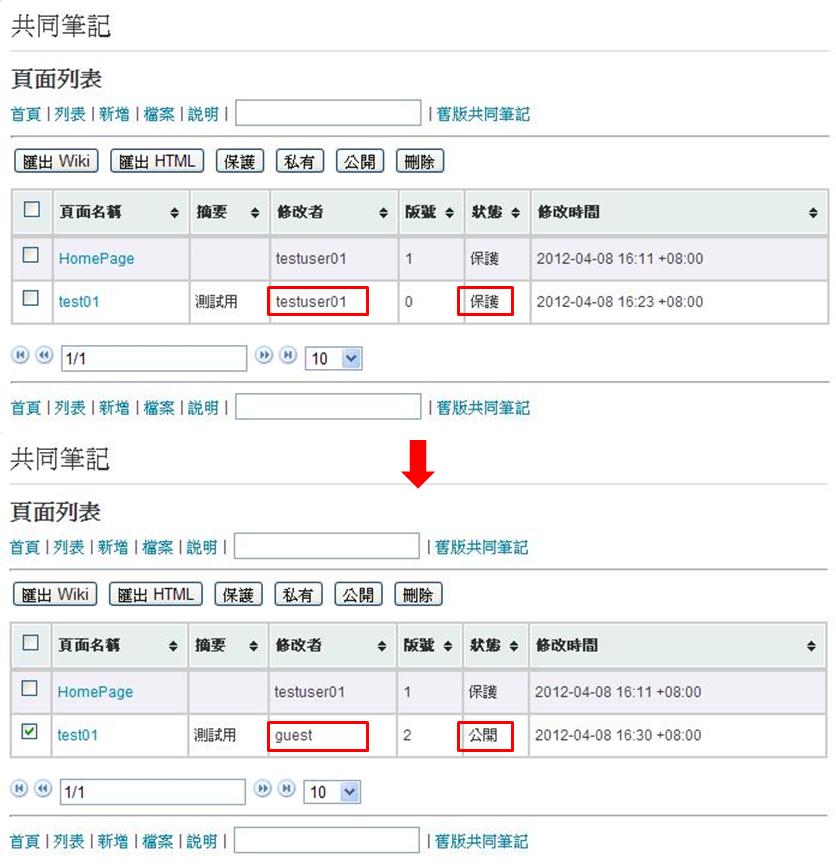 共同筆記
頁面列表
首頁 | 列表 | 新增 | 檔案 | 說明 | | 舊版共同筆記
匯出 Wiki 匯出 HTML 保護 私有 公開 刪除
頁面名稱 摘要 修改者 版號 狀態 修改時間
HomePage testuser01 1 保護 2012-04-08 16:11 +08:00
test01 測試用 testuser01 0 保護 2012-04-08 16:23 +08:00
1/1 10
首頁 | 列表 | 新增 | 檔案 | 說明 | | 舊版共同筆記
共同筆記
頁面列表
首頁 | 列表 | 新增 | 檔案 | 說明 | | 舊版共同筆記
匯出 Wiki 匯出 HTML 保護 私有 公開 刪除
頁面名稱 摘要 修改者 版號 狀態 修改時間
HomePage testuser01 1 保護 2012-04-08 16:11 +08:00
test01 測試用 guest 2 公開 2012-04-08 16:30 +08:00
1/1 10
首頁 | 列表 | 新增 | 檔案 | 說明 | | 舊版共同筆記